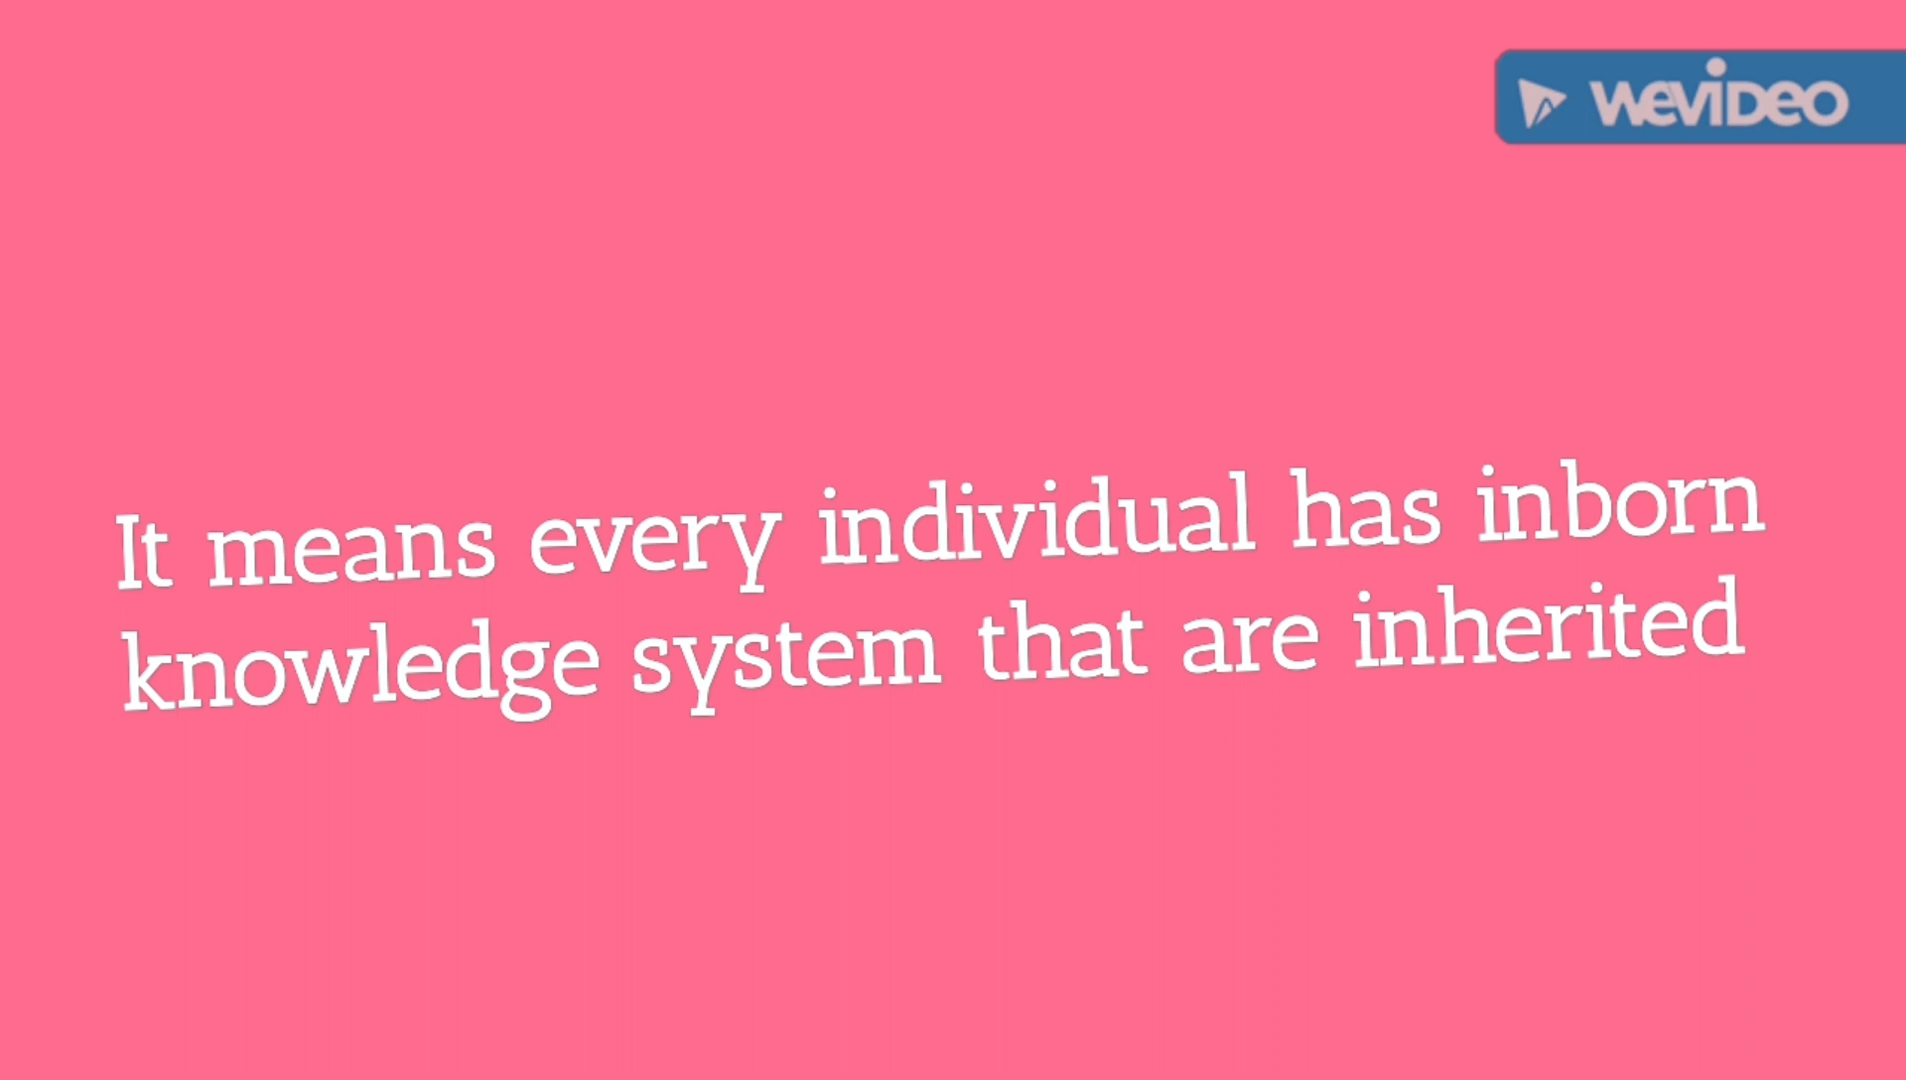 WeVideo
It means every individual has inborn
knowledge system that are inherited